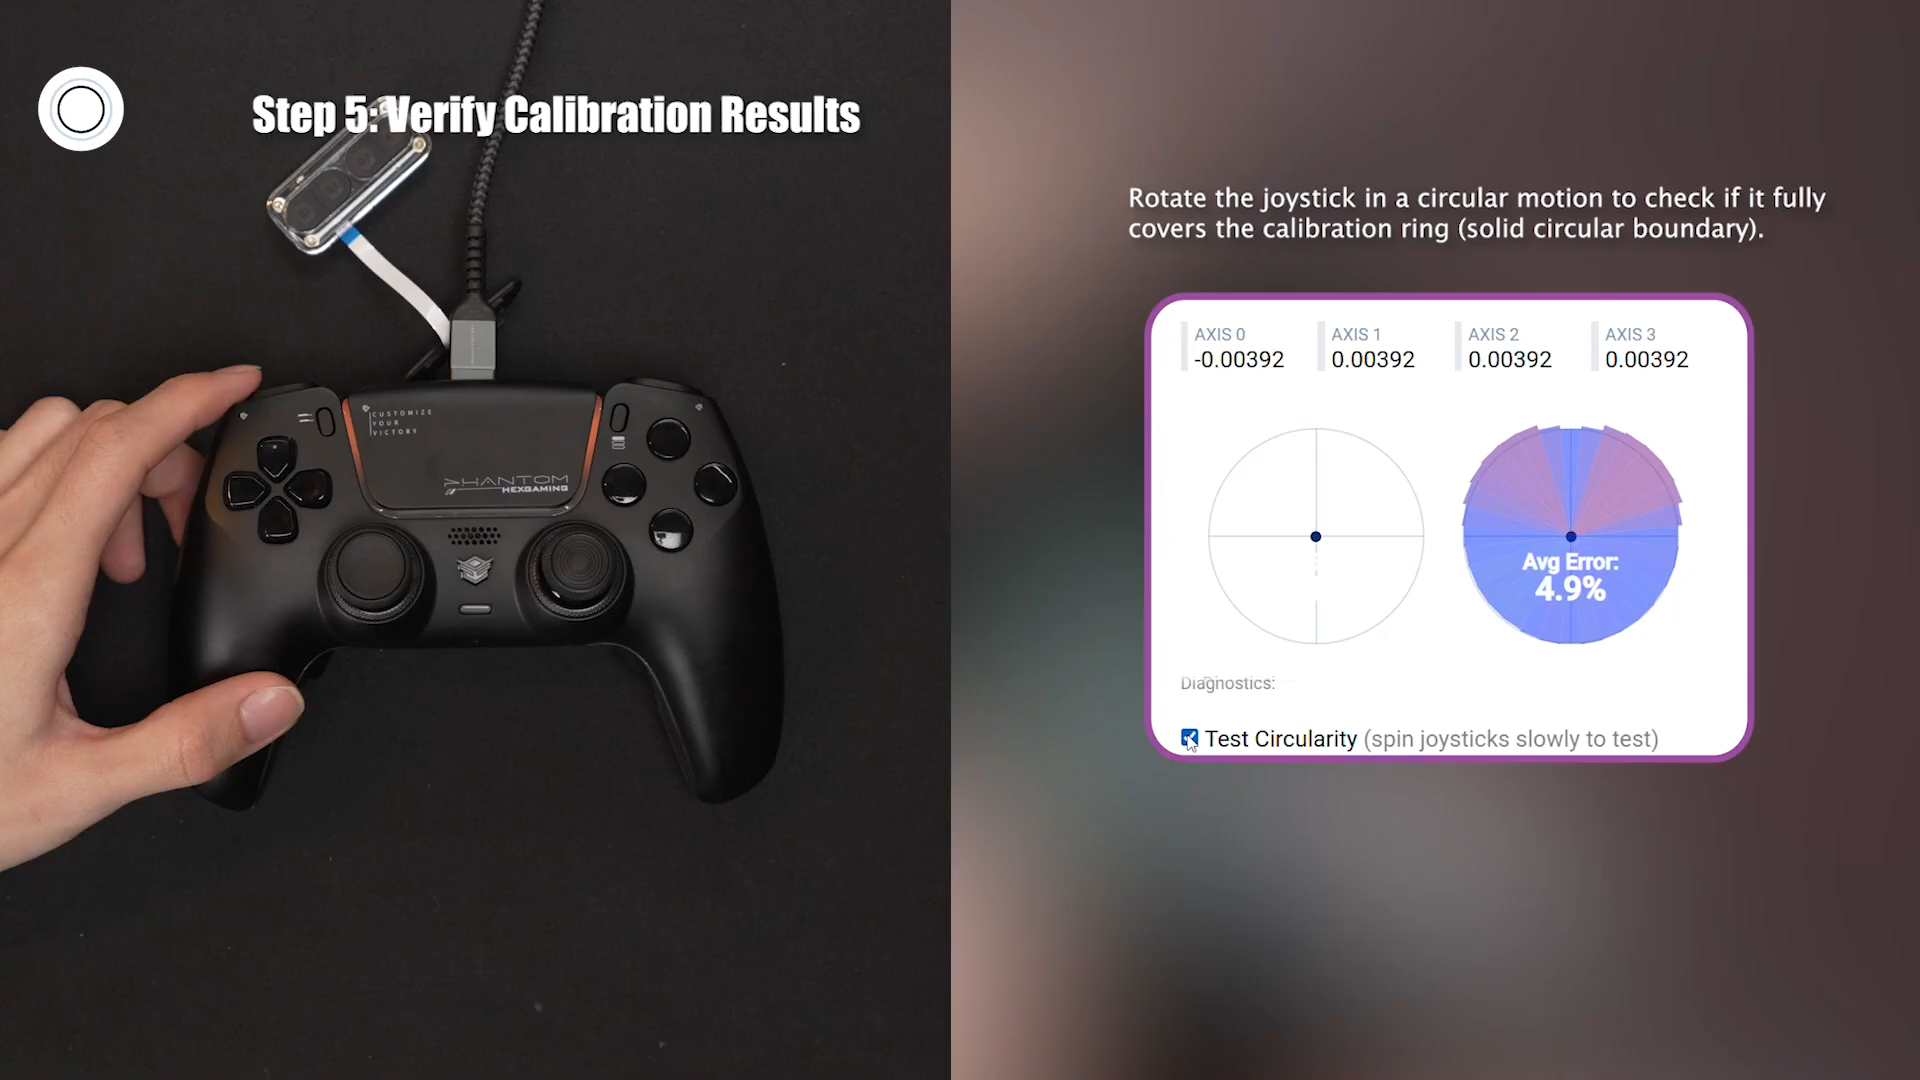 Step 5: Verify Calibration Results
CUSTOMIZE
YOUR
VICTORY
PHANTOM
HEXGAMING
Rotate the joystick in a circular motion to check if it fully
covers the calibration ring (solid circular boundary).
AXIS 0
-0.00392
AXIS 1
0.00392
AXIS 2
0.00392
AXIS 3
0.00392
Avg Error:
4.9%
Diagnostics:
Test Circularity (spin joysticks slowly to test)